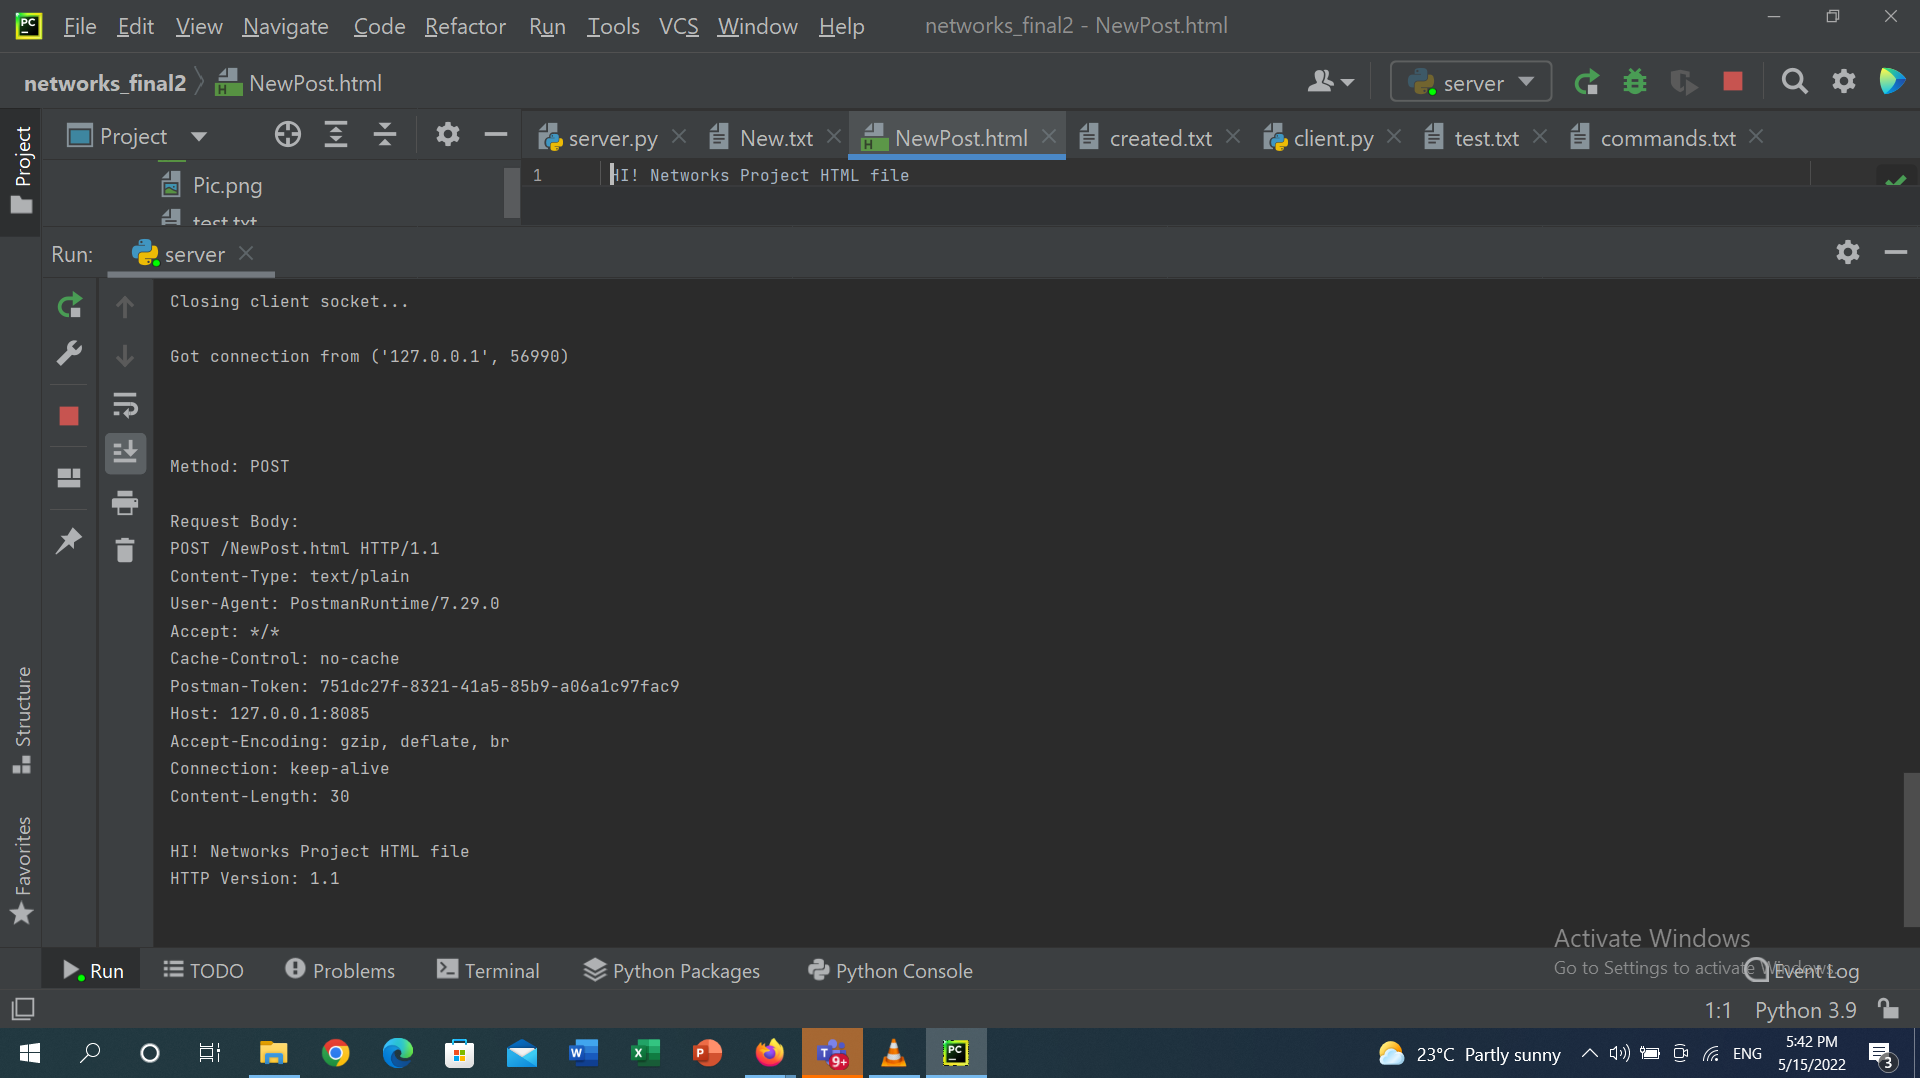 PC
File Edit View Navigate Code Refactor Run Tools VCS Window Help networks_final2 - NewPost.html
networks_final2 NewPost.html server
Project
Project server.py New.txt NewPost.html created.txt client.py test.txt commands.txt
Pic.png
test.txt
1 HI! Networks Project HTML file
Run: server
Closing client socket...
Got connection from ('127.0.0.1', 56990)
Method: POST
Request Body:
POST /NewPost.html HTTP/1.1
Content-Type: text/plain
User-Agent: PostmanRuntime/7.29.0
Accept: */*
Cache-Control: no-cache
Postman-Token: 751dc27f-8321-41a5-85b9-a06a1c97fac9
Host: 127.0.0.1:8085
Accept-Encoding: gzip, deflate, br
Connection: keep-alive
Content-Length: 30
HI! Networks Project HTML file
HTTP Version: 1.1
Structure
Favorites
Activate Windows
Go to Settings to activate Windows.
Run TODO Problems Terminal Python Packages Python Console Event Log
1:1 Python 3.9
9+ 23°C Partly sunny ENG 5:42 PM
5/15/2022 3